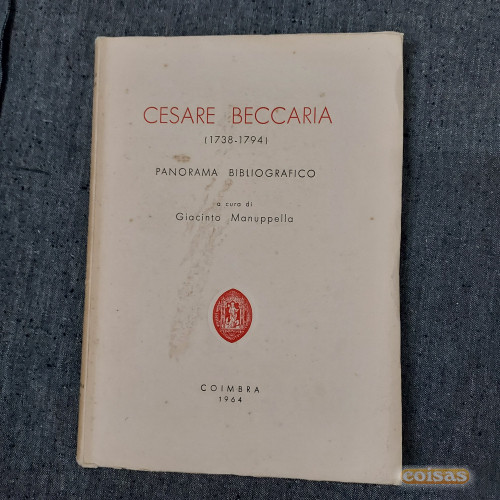 CESARE BECCARIA
(1738-1794)
PANORAMA BIBLIOGRAFICO
a cura di
Giacinto Manuppella
COIMBRA
1964
coisas